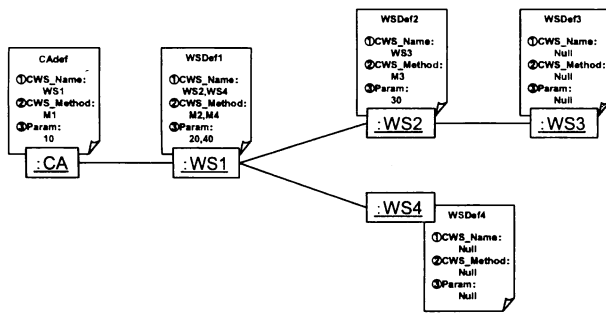 CAdef
①CWS_Name:
WS1
②CWS_Method:
M1
③Param:
10
:CA
WSDef1
①CWS_Name:
WS2,WS4
②CWS_Method:
M2,M4
③Param:
20,40
:WS1
WSDef2
①CWS_Name:
WS3
②CWS_Method:
M3
③Param:
30
:WS2
WSDef3
①CWS_Name:
Null
②CWS_Method:
Null
③Param:
Null
:WS3
:WS4
WSDef4
①CWS_Name:
Null
②CWS_Method:
Null
③Param:
Null